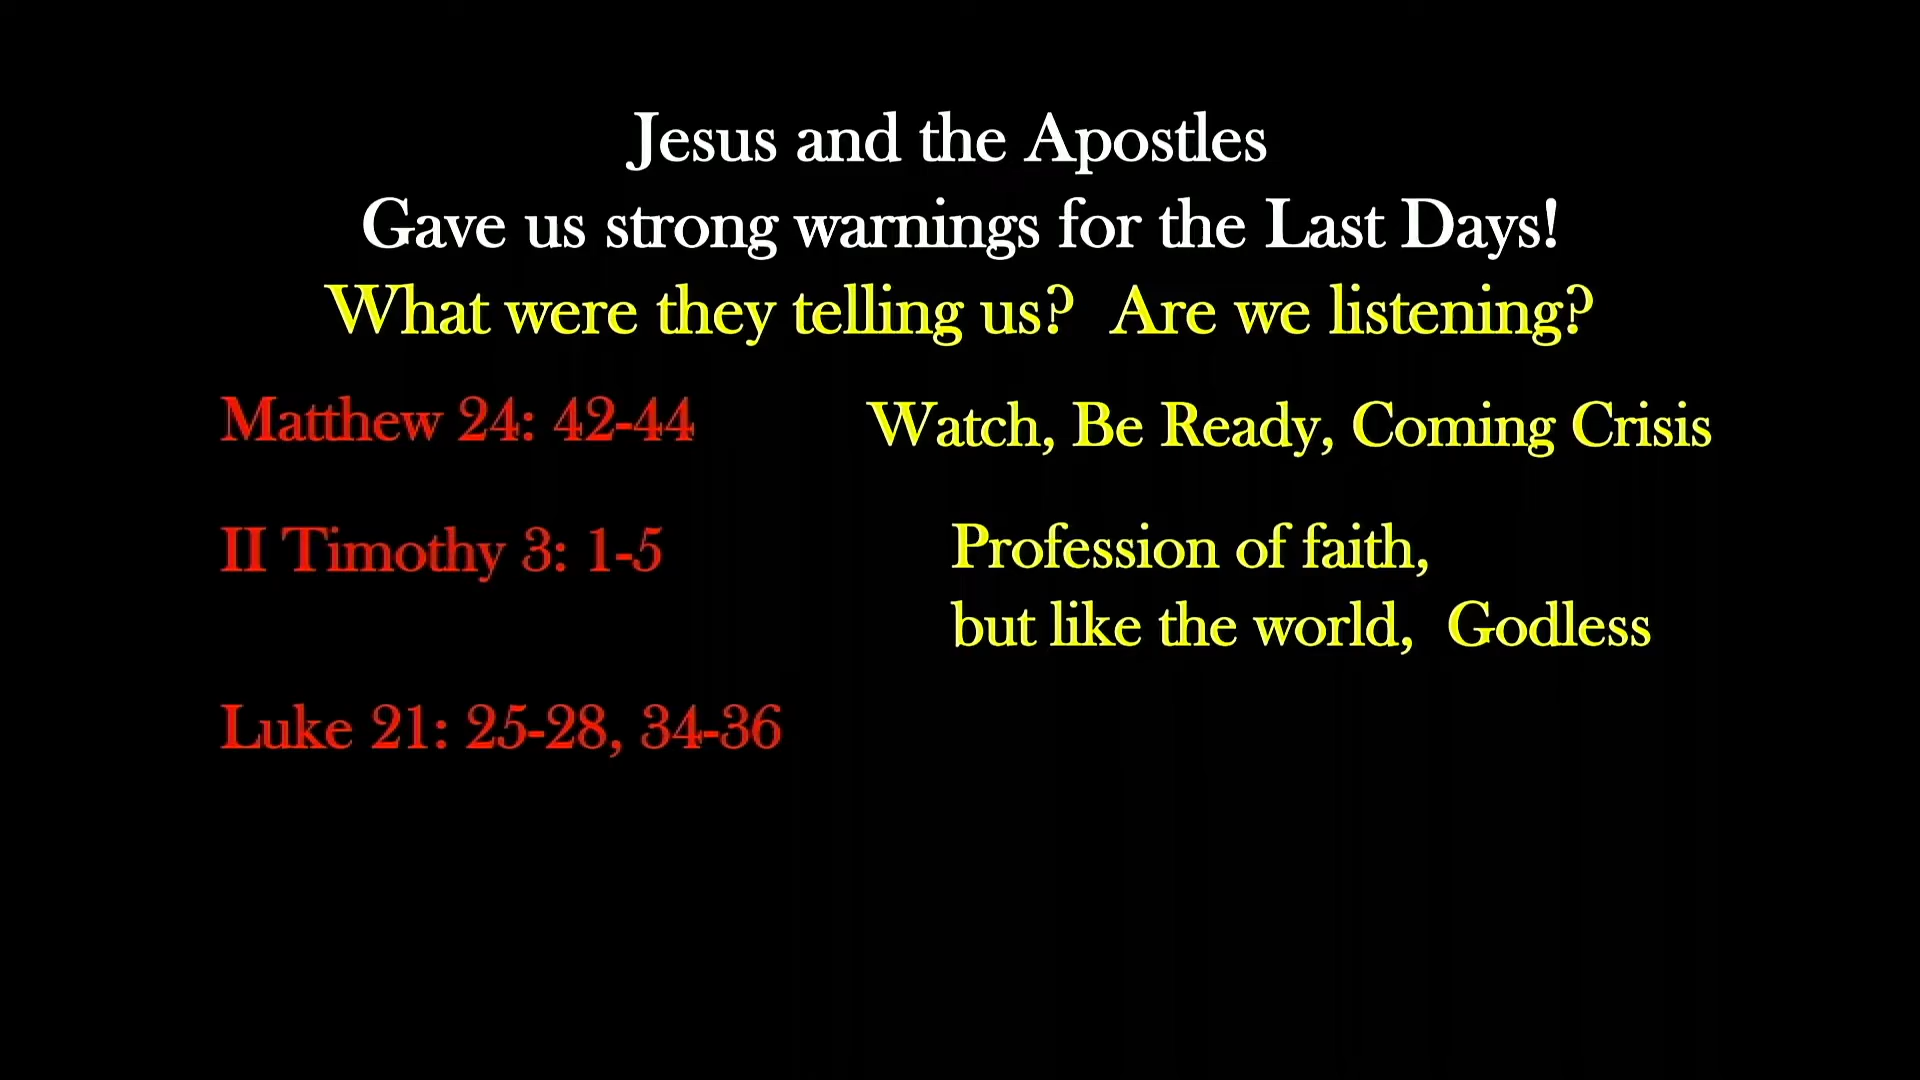 Jesus and the Apostles
Gave us strong warnings for the Last Days!
What were they telling us?  Are we listening?
Matthew 24: 42-44
Watch, Be Ready, Coming Crisis
II Timothy 3: 1-5
Profession of faith,
but like the world,  Godless
Luke 21: 25-28, 34-36